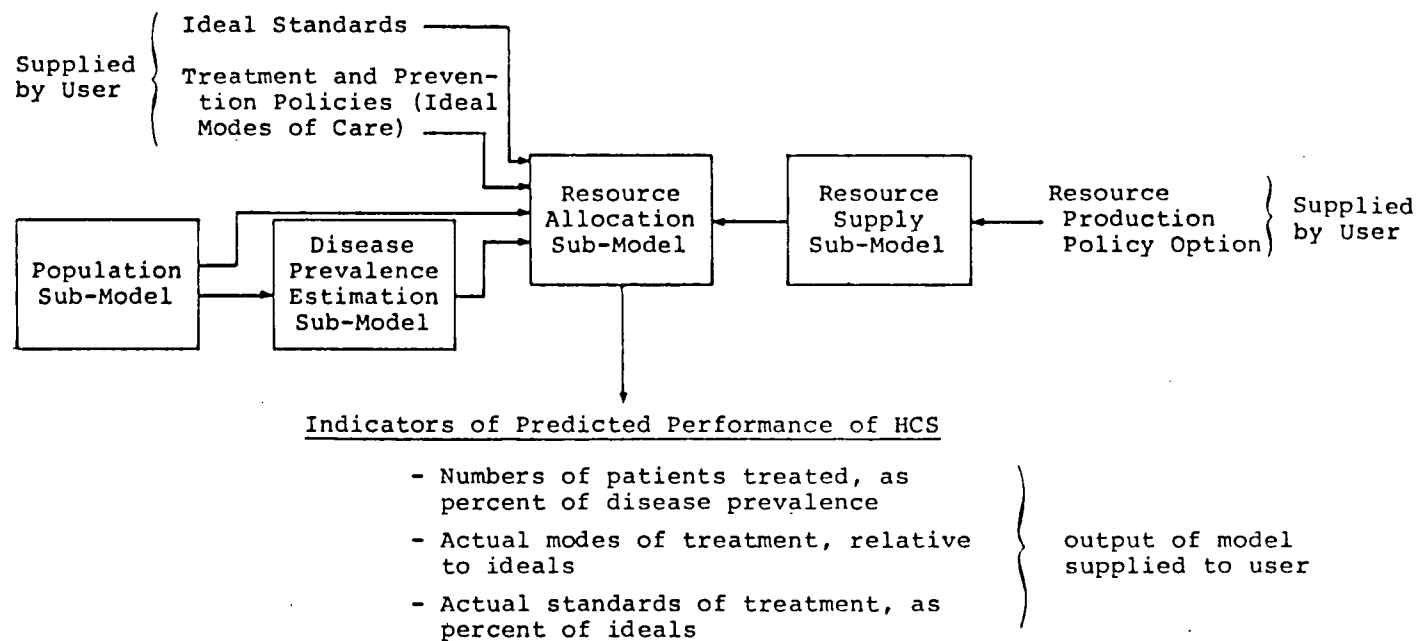 Supplied
by User
Ideal Standards
Treatment and Preven-
tion Policies (Ideal
Modes of Care)
Population
Sub-Model
Disease
Prevalence
Estimation
Sub-Model
Resource
Allocation
Sub-Model
Resource
Supply
Sub-Model
Resource
Production
Policy Option
Supplied
by User
Indicators of Predicted Performance of HCS
- Numbers of patients treated, as
percent of disease prevalence
- Actual modes of treatment, relative
to ideals
- Actual standards of treatment, as
percent of ideals
output of model
supplied to user